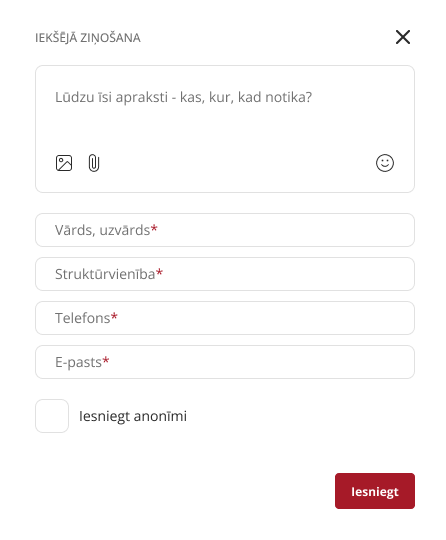 IEKŠĒJĀ ZIŅOŠANA
Lūdzu īsi apraksti - kas, kur, kad notika?
Vārds, uzvārds*
Struktūrvienība*
Telefons*
E-pasts*
Iesniegt anonīmi
Iesniegt